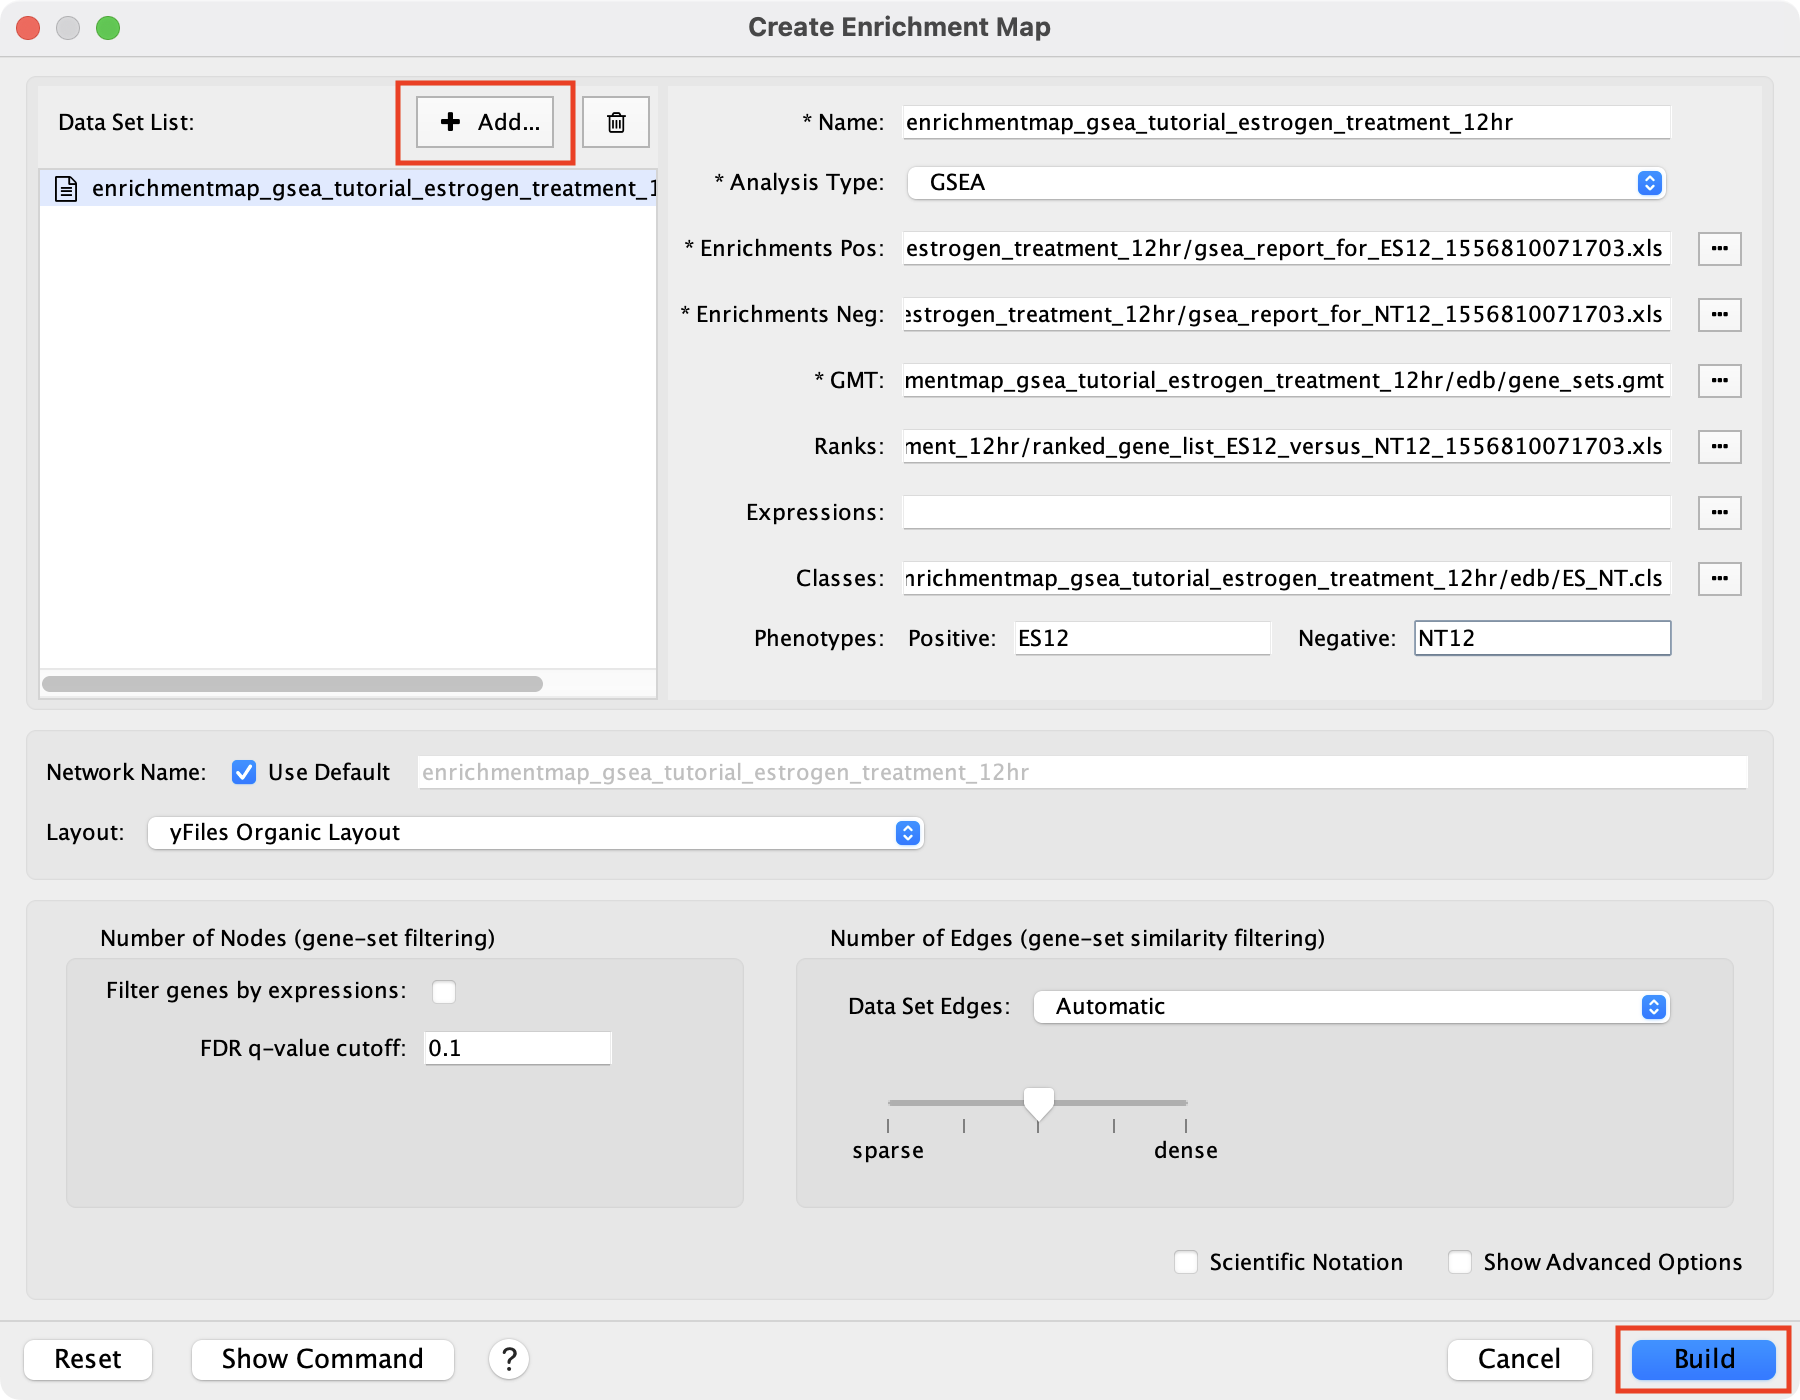 Create Enrichment Map
Data Set List:
Add...
enrichmentmap_gsea_tutorial_estrogen_treatment_1
* Name: enrichmentmap_gsea_tutorial_estrogen_treatment_12hr
* Analysis Type: GSEA
* Enrichments Pos: estrogen_treatment_12hr/gsea_report_for_ES12_1556810071703.xls
* Enrichments Neg: estrogen_treatment_12hr/gsea_report_for_NT12_1556810071703.xls
* GMT: mentmap_gsea_tutorial_estrogen_treatment_12hr/edb/gene_sets.gmt
Ranks: ment_12hr/ranked_gene_list_ES12_versus_NT12_1556810071703.xls
Expressions:
Classes: nrichmentmap_gsea_tutorial_estrogen_treatment_12hr/edb/ES_NT.cls
Phenotypes: Positive: ES12 Negative: NT12
Network Name: Use Default enrichmentmap_gsea_tutorial_estrogen_treatment_12hr
Layout: yFiles Organic Layout
Number of Nodes (gene-set filtering)
Filter genes by expressions:
FDR q-value cutoff: 0.1
Number of Edges (gene-set similarity filtering)
Data Set Edges: Automatic
sparse dense
Scientific Notation Show Advanced Options
Reset Show Command ? Cancel Build